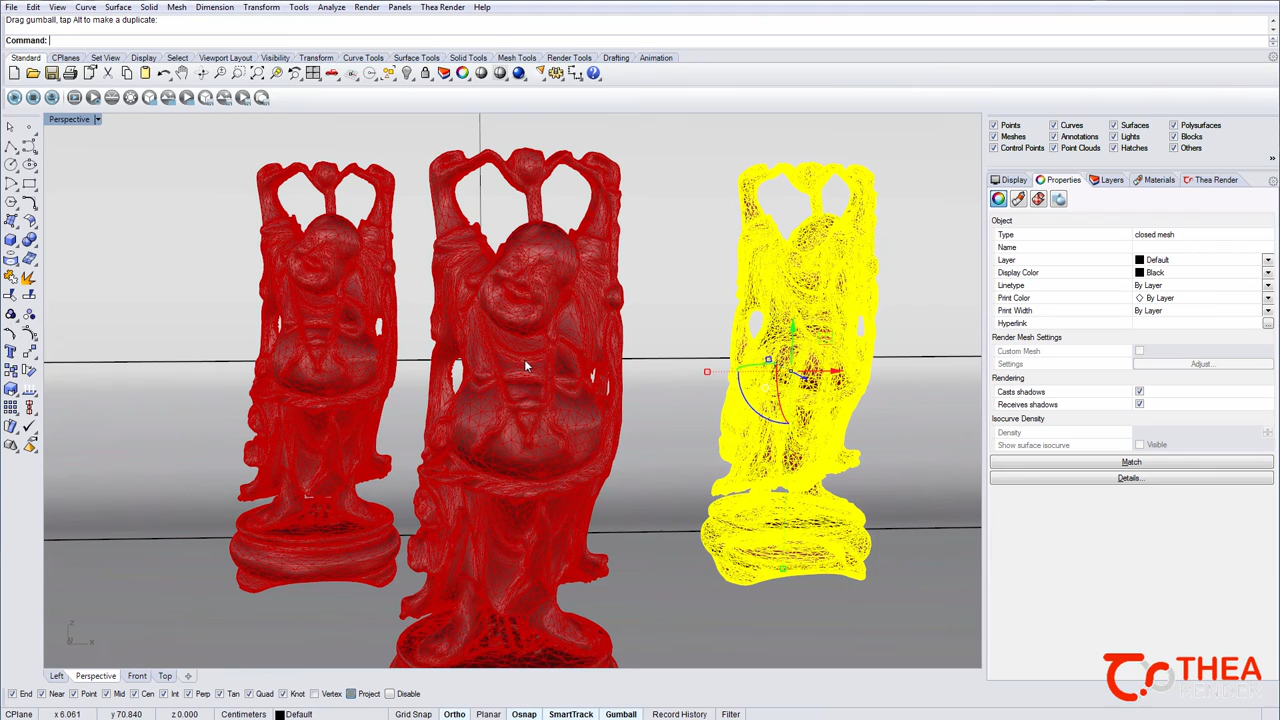 File Edit View Curve Surface Solid Mesh Dimension Transform Tools Analyze Render Panels Thea Render Help
Drag gumball, tap Alt to make a duplicate:
Command:
Standard CPlanes Set View Display Select Viewport Layout Visibility Transform Curve Tools Surface Tools Solid Tools Mesh Tools Render Tools Drafting Animation
Perspective
Points Curves Surfaces Polysurfaces
Meshes Annotations Lights Blocks
Control Points Point Clouds Hatches Others
Display Properties Layers Materials Thea Render
Object
Type closed mesh
Name
Layer Default
Display Color Black
Linetype By Layer
Print Color By Layer
Print Width By Layer
Hyperlink
Render Mesh Settings
Custom Mesh
Settings Adjust...
Rendering
Casts shadows
Receives shadows
Isocurve Density
Density
Show surface isocurve Visible
Match
Details...
z
x
Left Perspective Front Top
THEA
RENDER
End Near Point Mid Cen Int Perp Tan Quad Knot Vertex Project Disable
CPlane x 6.061 y 70.840 z 0.000 Centimeters Default Grid Snap Ortho Planar Osnap SmartTrack Gumball Record History Filter